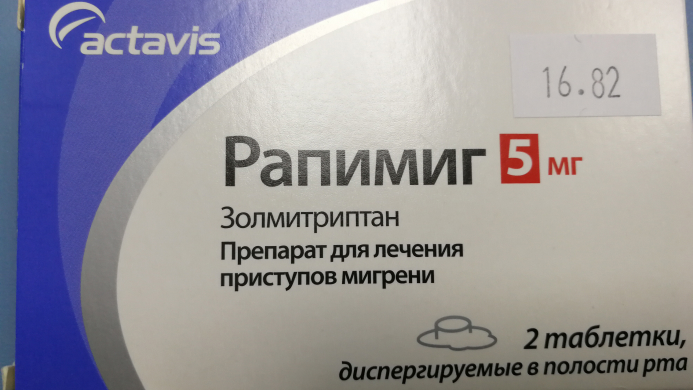 actavis
16.82
Рапимиг 5 мг
Золмитриптан
Препарат для лечения
приступов мигрени
2 таблетки,
диспергируемые в полости рта